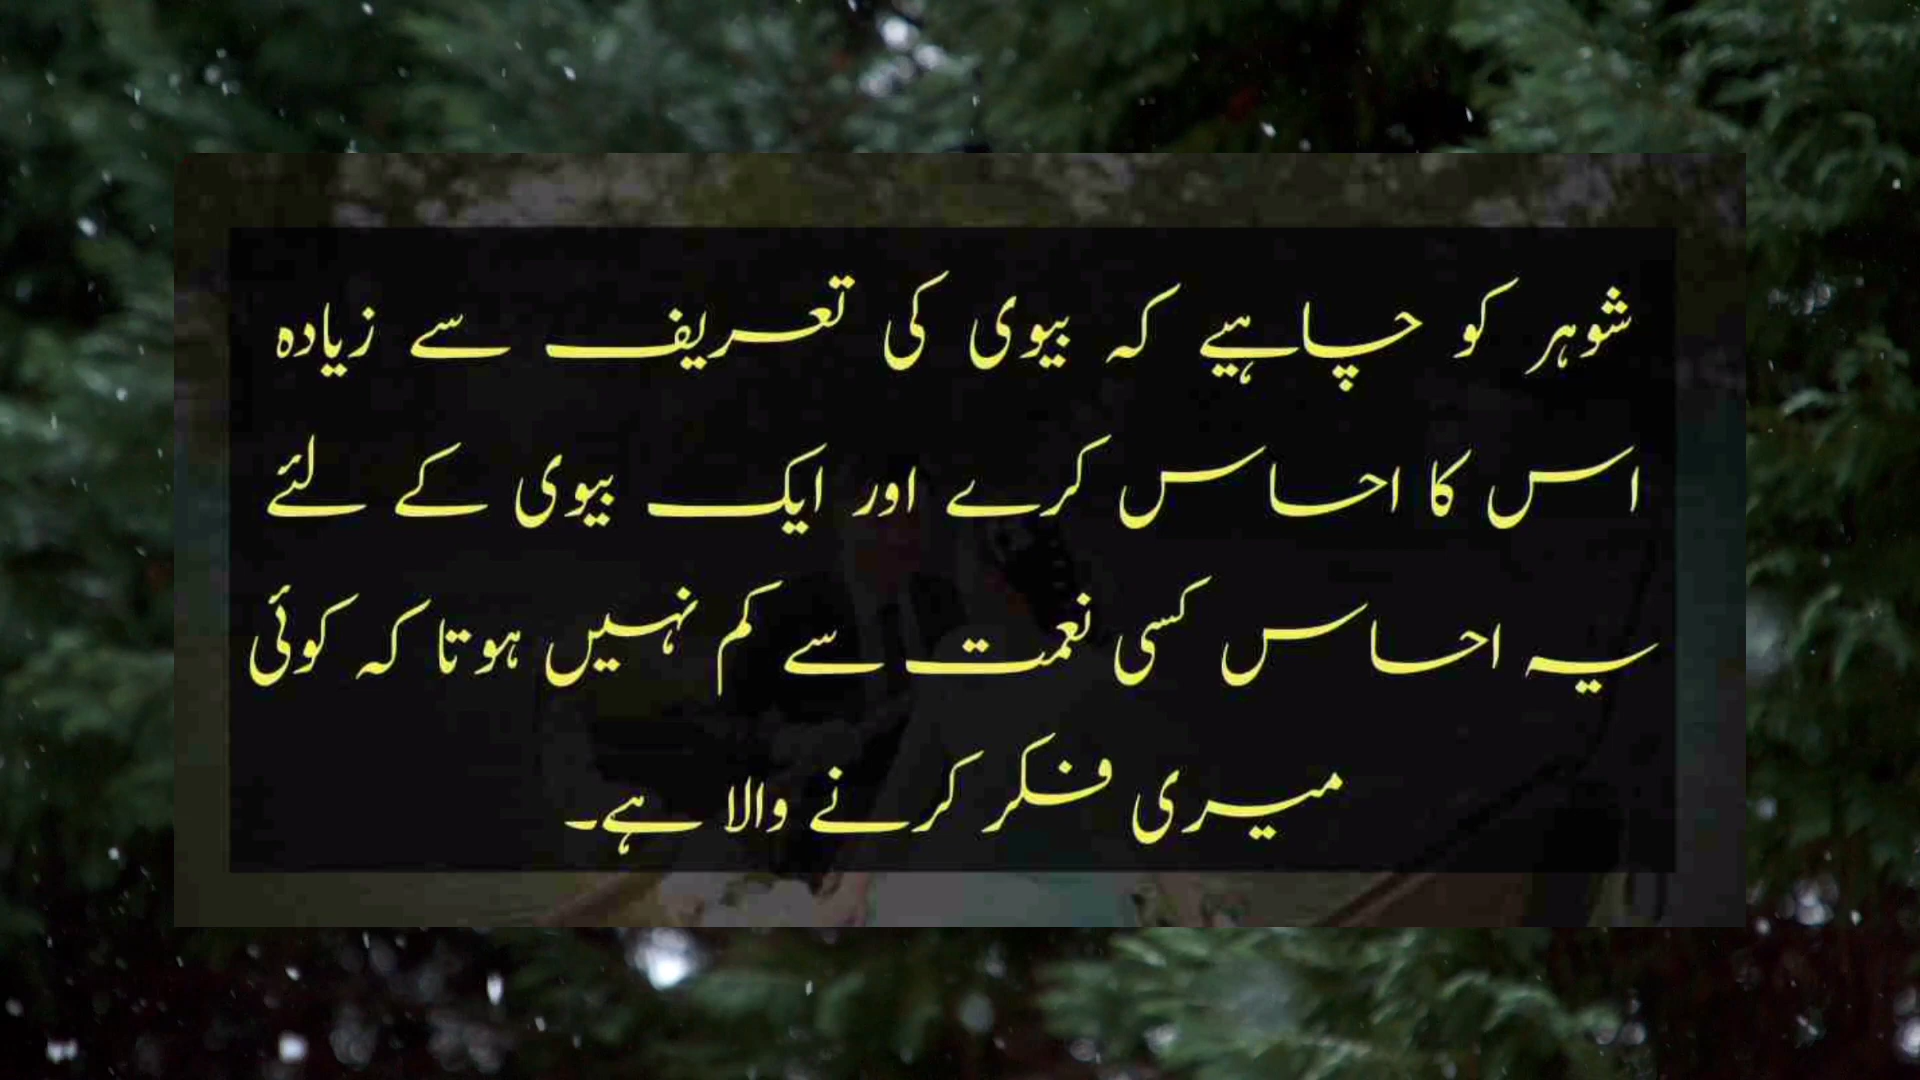 شوہر کو چاہیے کہ بیوی کی تعریف سے زیادہ
اس کا احساس کرے اور ایک بیوی کے لئے
یہ احساس کسی نعمت سے کم نہیں ہوتا کہ کوئی
میری فکر کرنے والا ہے۔